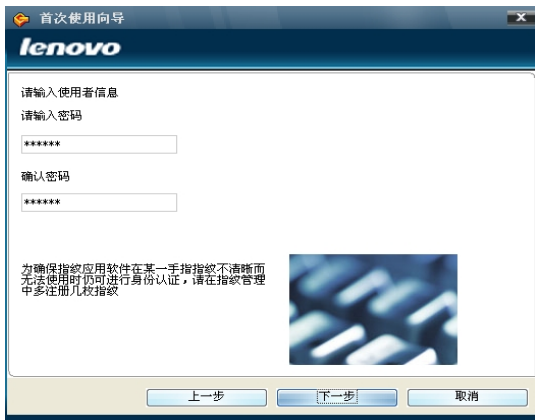 首次使用向导
lenovo
请输入使用者信息
请输入密码
******
确认密码
******
为确保指纹应用软件在某一手指指纹不清晰而
无法使用时仍可进行身份认证，请在指纹管理
中多注册几枚指纹
上一步
下一步
取消